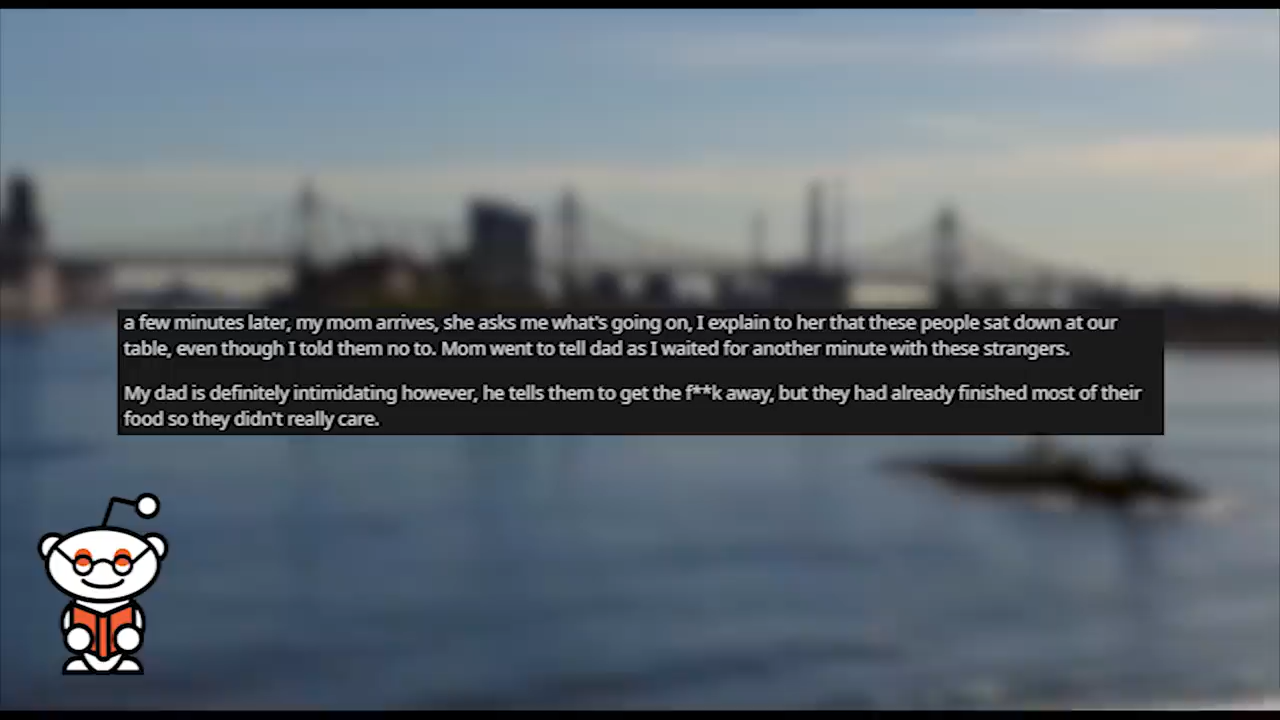 a few minutes later, my mom arrives, she asks me what's going on, I explain to her that these people sat down at our
table, even though I told them no to. Mom went to tell dad as I waited for another minute with these strangers.
My dad is definitely intimidating however, he tells them to get the f**k away, but they had already finished most of their
food so they didn't really care.